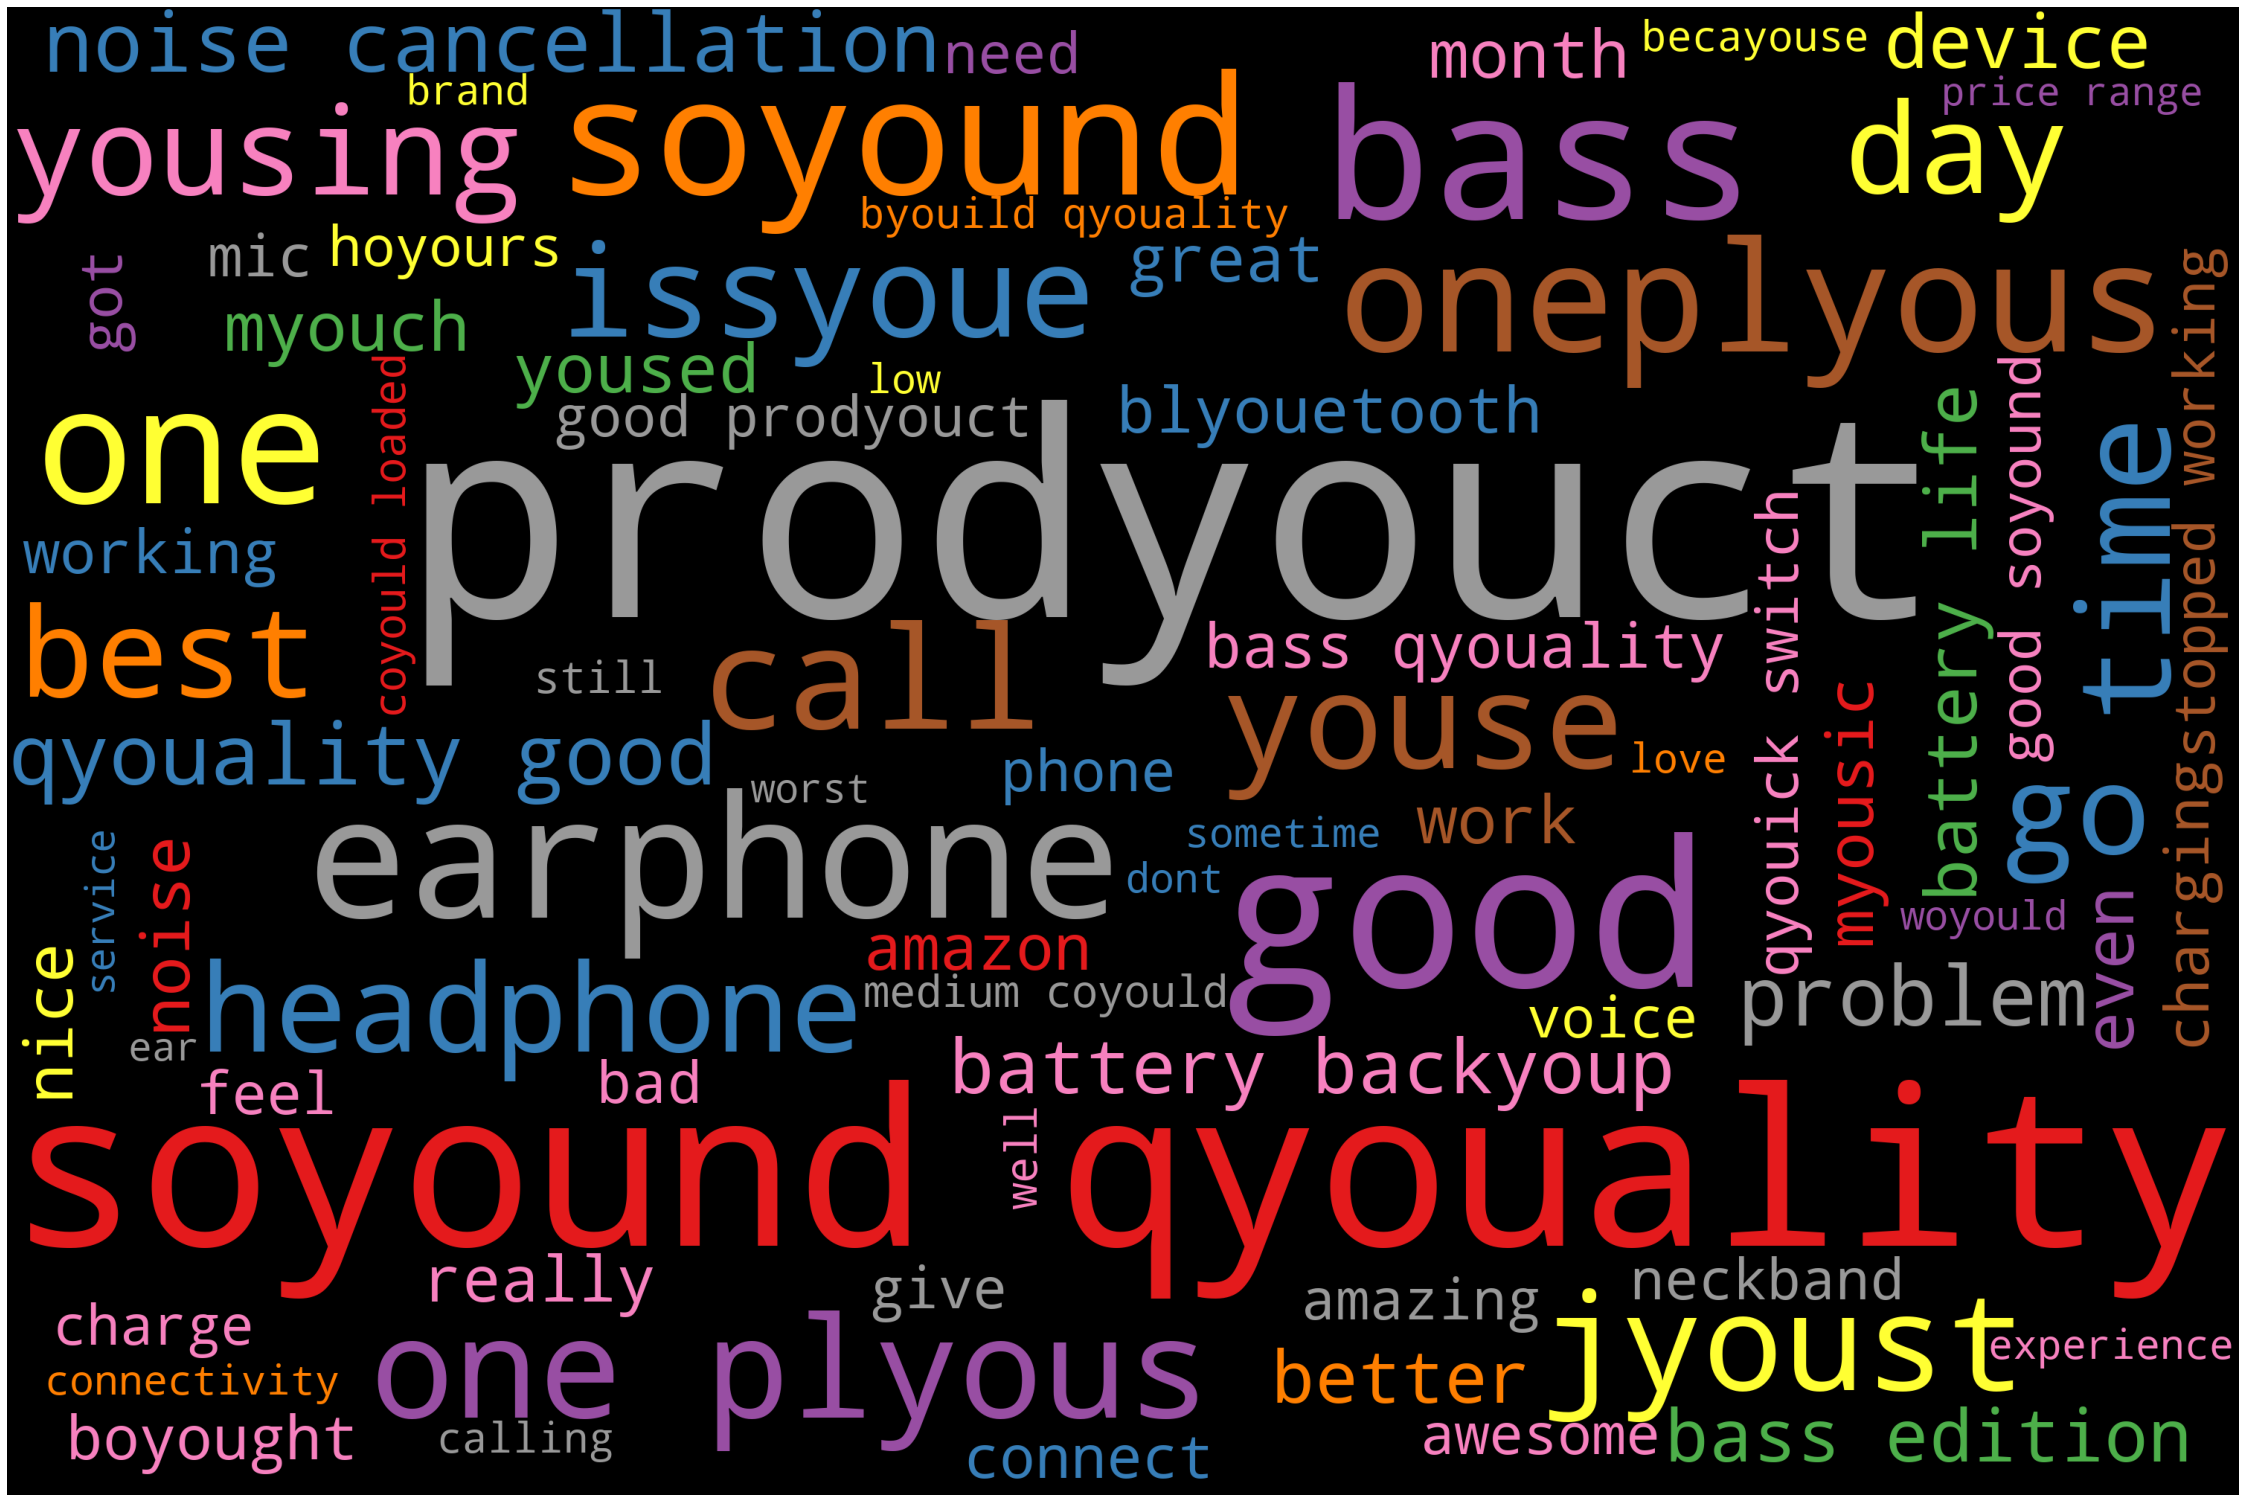 noise cancellation
need
month
becayouse
device
brand
price range
yousing
soyound
bass
day
byouild qyouality
mic
hoyours
issyoue
great
oneplyous
got
myouch
yoused
low
good prodyouct
blyouetooth
one
prodyouct
coyould loaded
working
battery life
good soyound
time
stopped working
best
still
call
bass qyouality
youse
qyouick switch
myousic
qyouality good
phone
love
worst
earphone
sometime
work
go
dont
good
woyould
charging
service
noise
amazon
even
nice
headphone
medium coyould
voice
problem
ear
feel
bad
battery backyoup
well
soyound qyouality
really
give
amazing
neckband
charge
one plyous
better
jyoust
experience
connectivity
boyought
calling
connect
awesome
bass edition